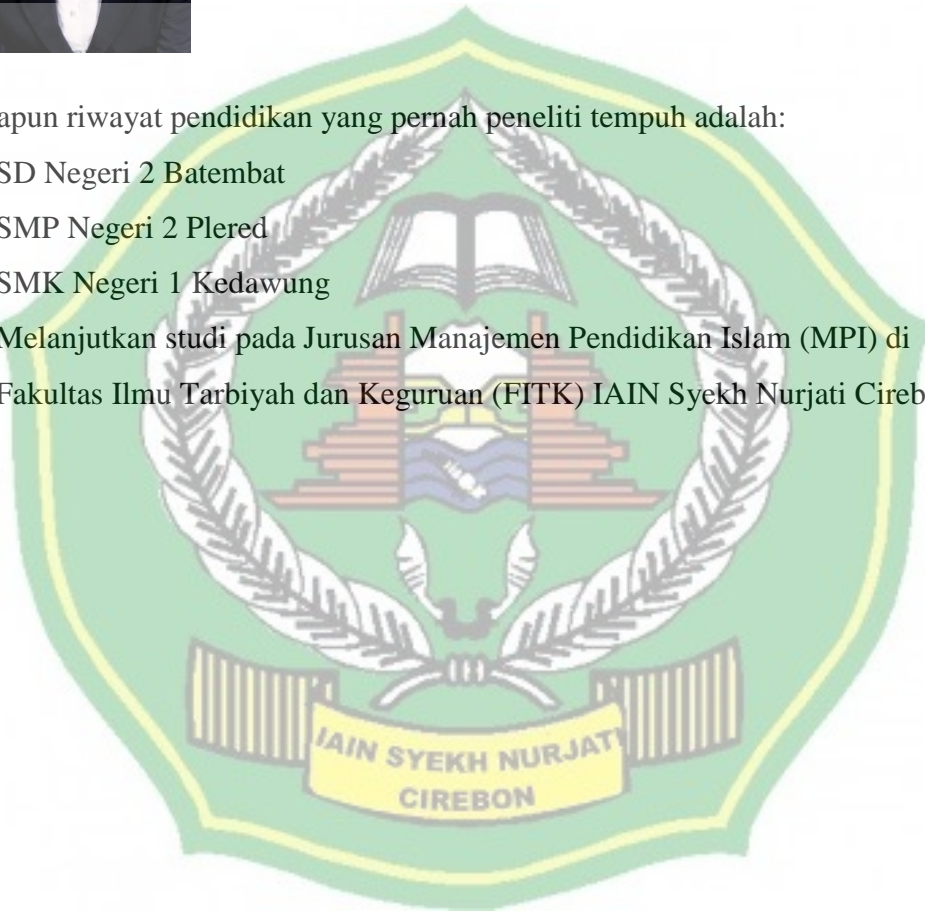 apun riwayat pendidikan yang pernah peneliti tempuh adalah:
SD Negeri 2 Batembat
SMP Negeri 2 Plered
SMK Negeri 1 Kedawung
Melanjutkan studi pada Jurusan Manajemen Pendidikan Islam (MPI) di
Fakultas Ilmu Tarbiyah dan Keguruan (FITK) IAIN Syekh Nurjati Cireb
IAIN SYEKH NURJATI
CIREBON